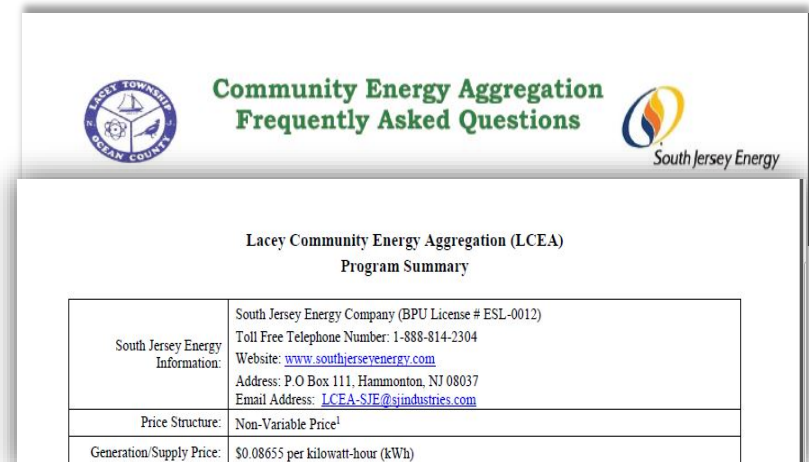 LACEY TOWNSHIP
N. J.
OCEAN COUNTY
Community Energy Aggregation
Frequently Asked Questions
South Jersey Energy
Lacey Community Energy Aggregation (LCEA)
Program Summary
South Jersey Energy
Information:
South Jersey Energy Company (BPU License # ESL-0012)
Toll Free Telephone Number: 1-888-814-2304
Website: www.southjerseyenergy.com
Address: P.O Box 111, Hammonton, NJ 08037
Email Address: LCEA-SJE@sjindustries.com
Price Structure: Non-Variable Price1
Generation/Supply Price: $0.08655 per kilowatt-hour (kWh)